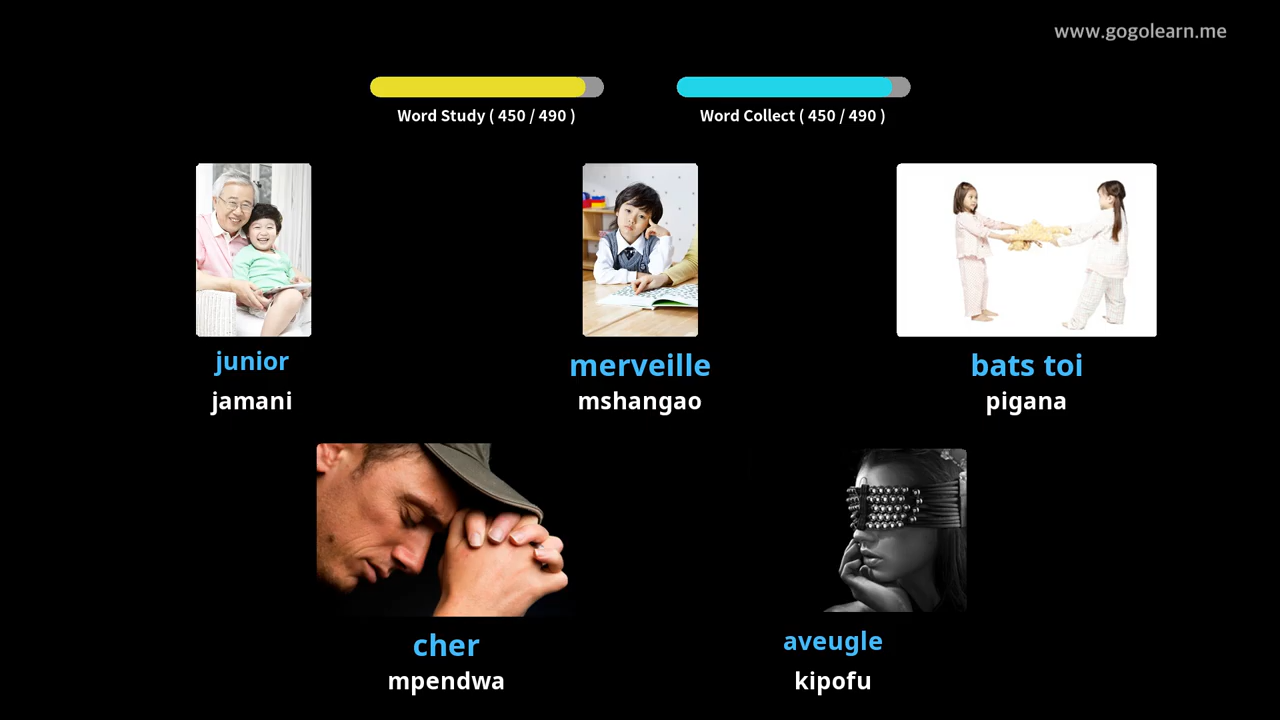 www.gogolearn.me
Word Study ( 450 / 490 )
Word Collect ( 450 / 490 )
junior
jamani
merveille
mshangao
bats toi
pigana
cher
mpendwa
aveugle
kipofu